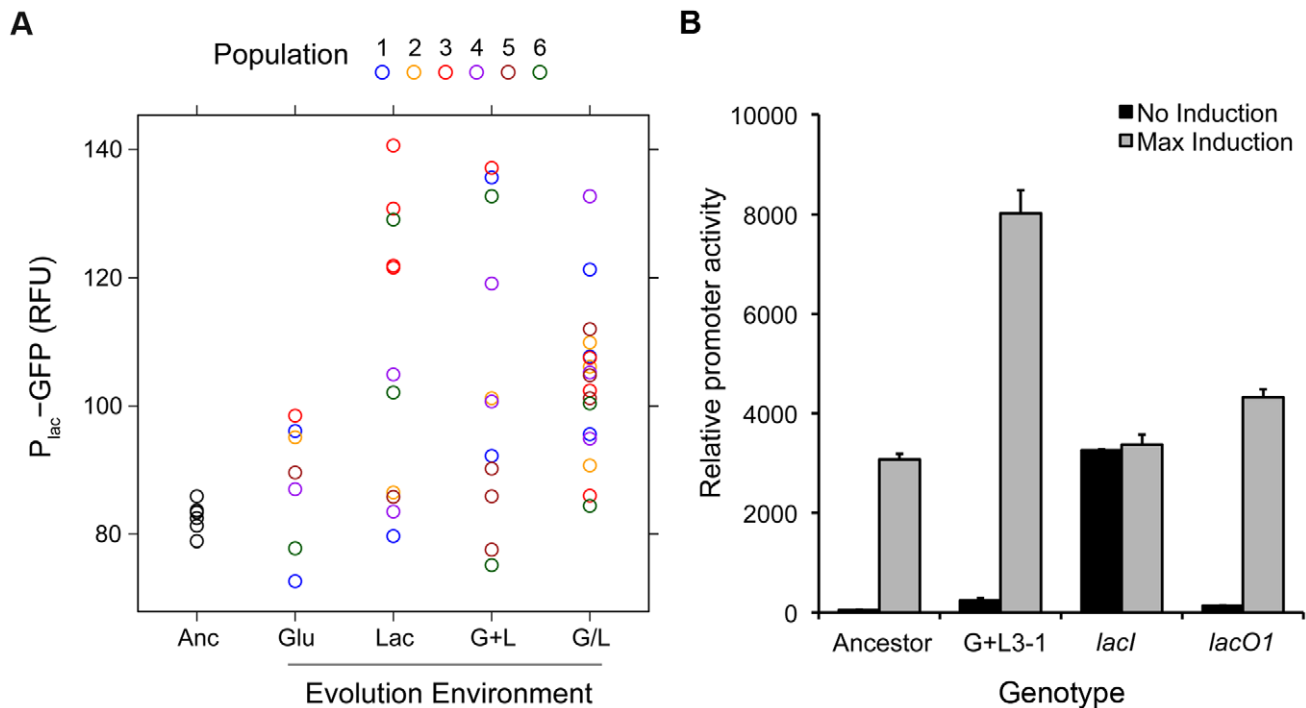 A
Population
1 2 3 4 5 6
140
120
100
80
P_lac−GFP (RFU)
Anc Glu Lac G+L G/L
Evolution Environment
B
No Induction
Max Induction
10000
8000
6000
4000
2000
0
Relative promoter activity
Ancestor G+L3-1 lacI lacO1
Genotype